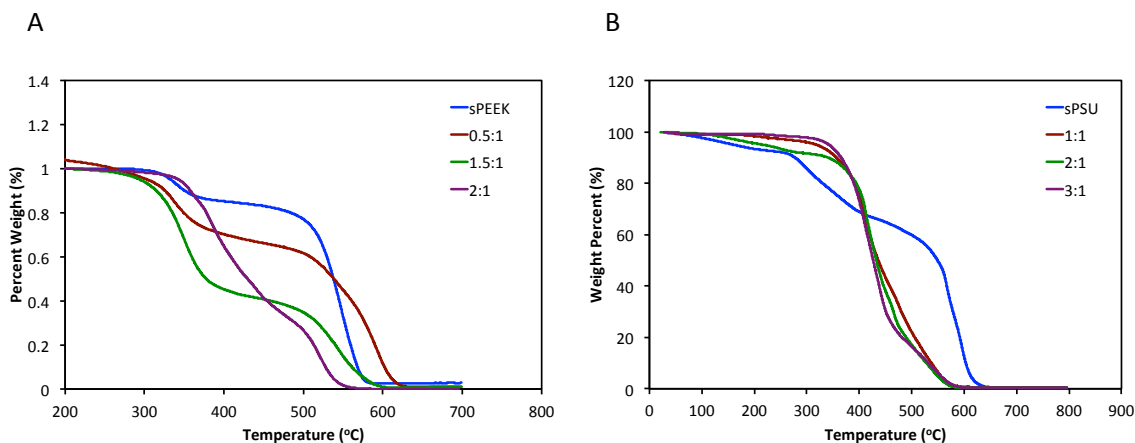 A
B
1.4
1.2
1
0.8
0.6
0.4
0.2
0
200 300 400 500 600 700 800
Percent Weight (%)
Temperature (°C)
sPEEK
0.5:1
1.5:1
2:1
120
100
80
60
40
20
0
0 100 200 300 400 500 600 700 800 900
Weight Percent (%)
Temperature (°C)
sPSU
1:1
2:1
3:1